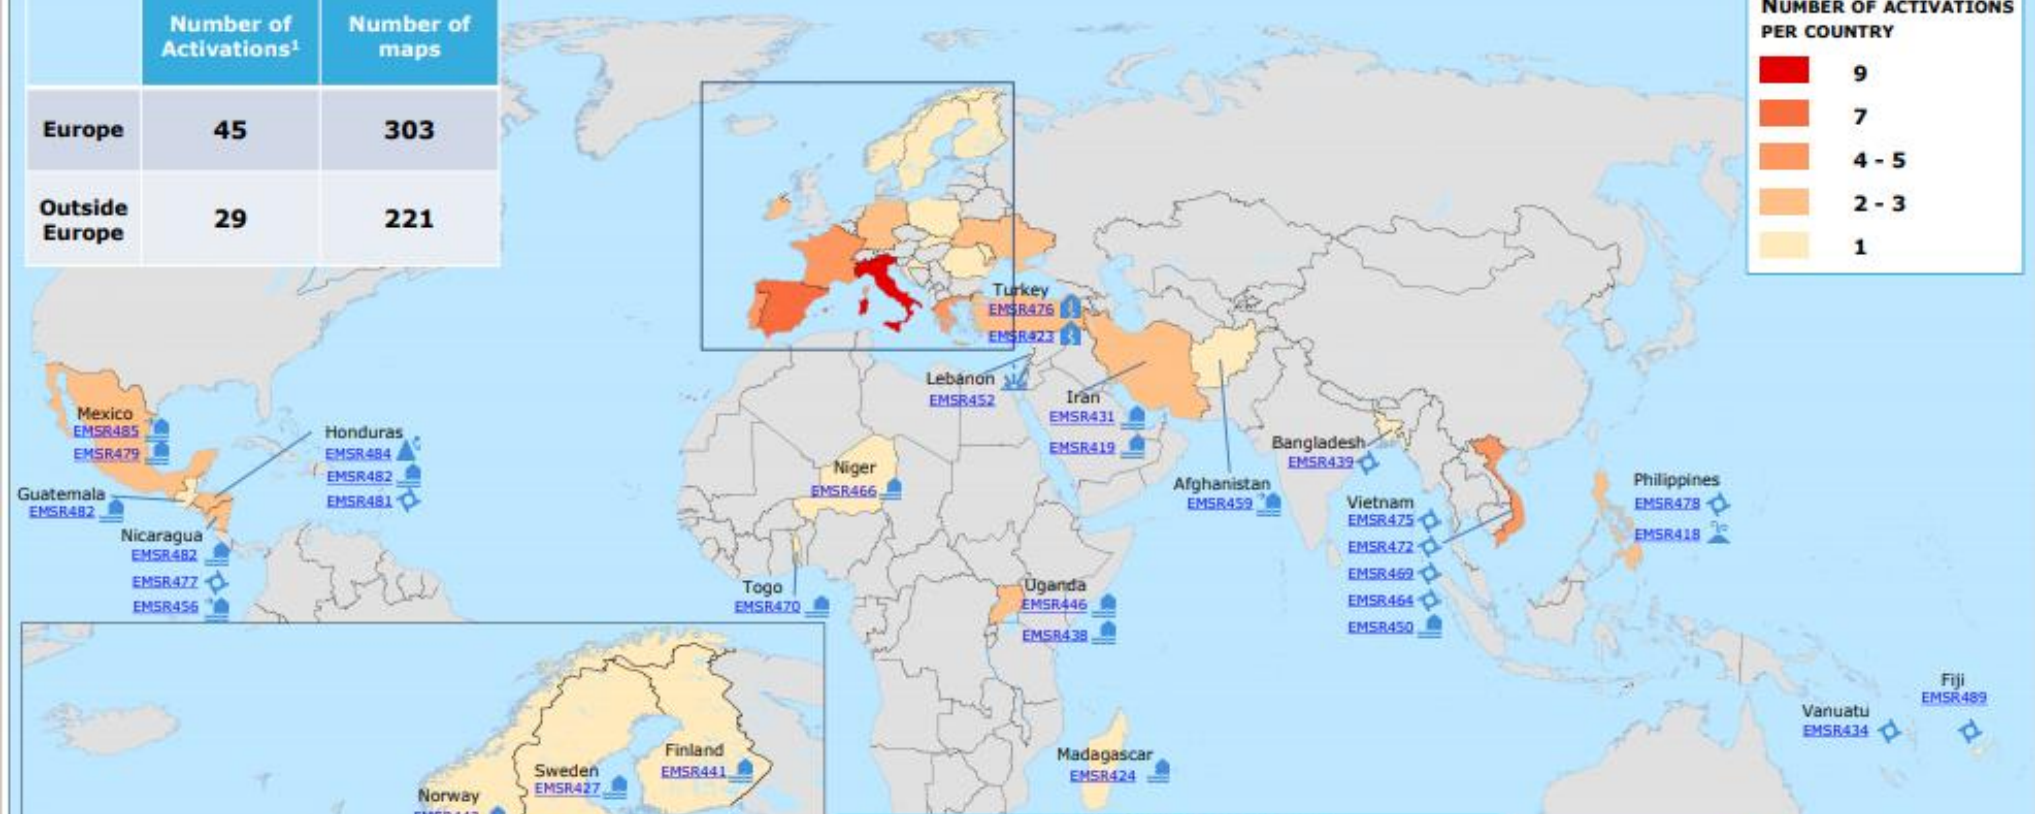 Number of
Activations¹
Number of
maps
Europe
45
303
Outside
Europe
29
221
NUMBER OF ACTIVATIONS
PER COUNTRY
9
7
4 - 5
2 - 3
1
Turkey
EMSR476
EMSR423
Lebanon
EMSR452
Iran
EMSR431
EMSR419
Mexico
EMSR485
EMSR479
Honduras
EMSR484
EMSR482
EMSR481
Guatemala
EMSR482
Nicaragua
EMSR482
EMSR477
EMSR456
Niger
EMSR466
Togo
EMSR470
Uganda
EMSR446
EMSR438
Afghanistan
EMSR459
Bangladesh
EMSR439
Vietnam
EMSR475
EMSR472
EMSR469
EMSR464
EMSR450
Philippines
EMSR478
EMSR418
Fiji
EMSR489
Vanuatu
EMSR434
Madagascar
EMSR424
Finland
EMSR441
Sweden
EMSR427
Norway